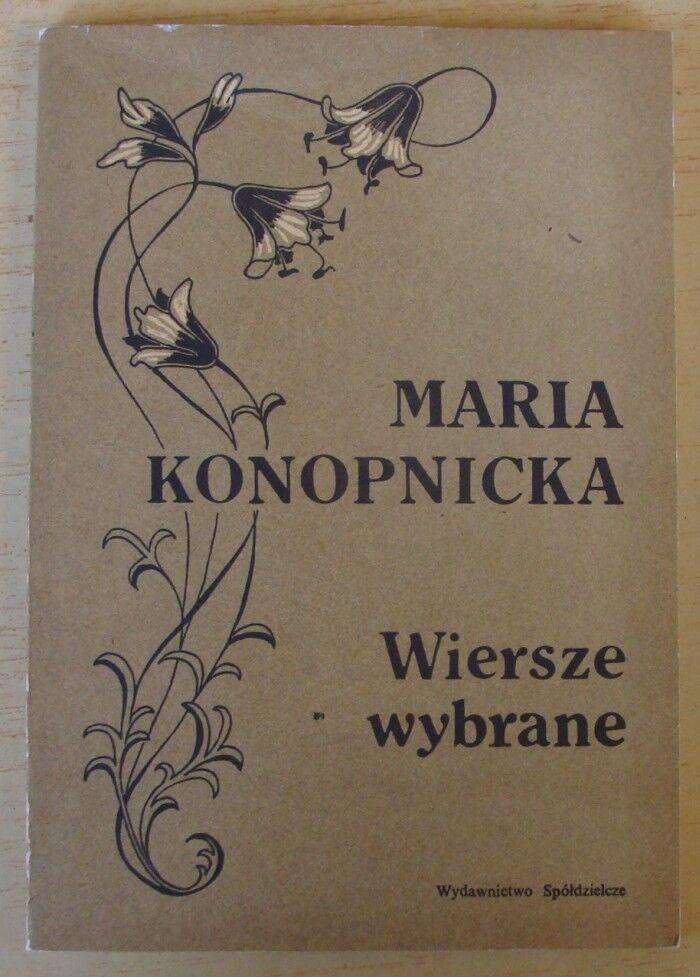 MARIA
KONOPNICKA
Wiersze
wybrane
Wydawnictwo Spółdzielcze